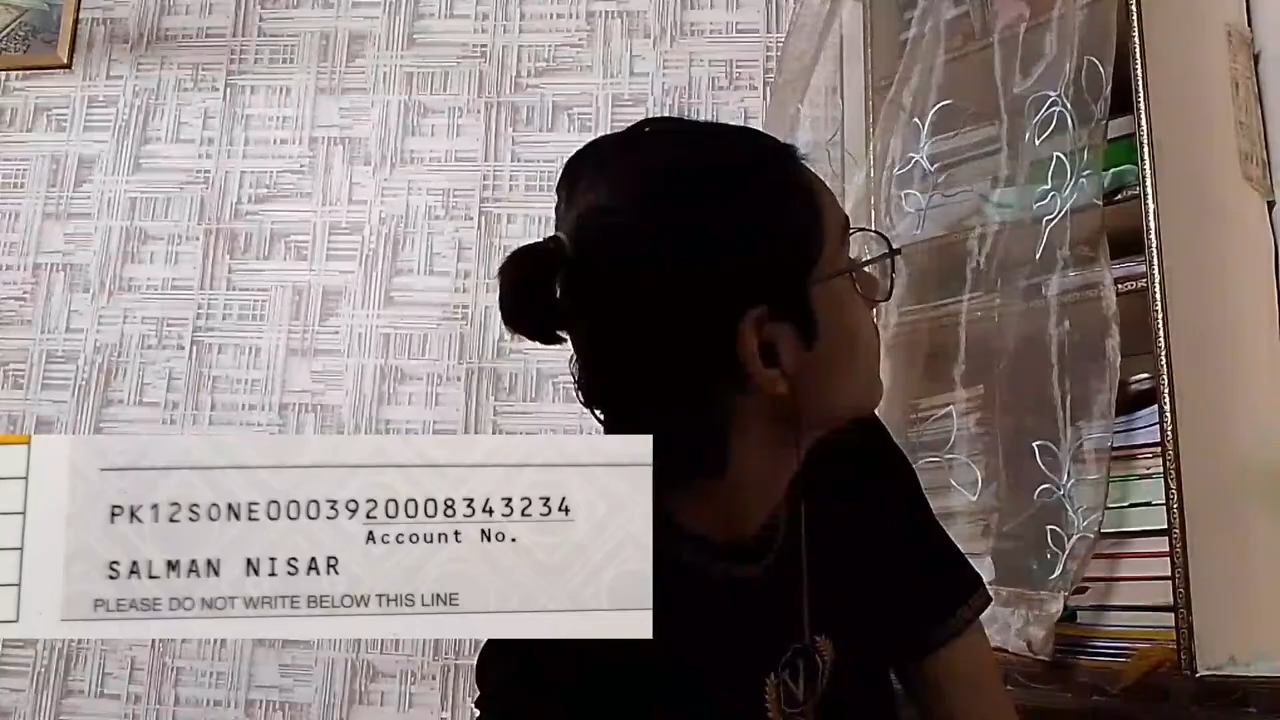 PK12SONE0003920008343234
Account No.
SALMAN NISAR
PLEASE DO NOT WRITE BELOW THIS LINE